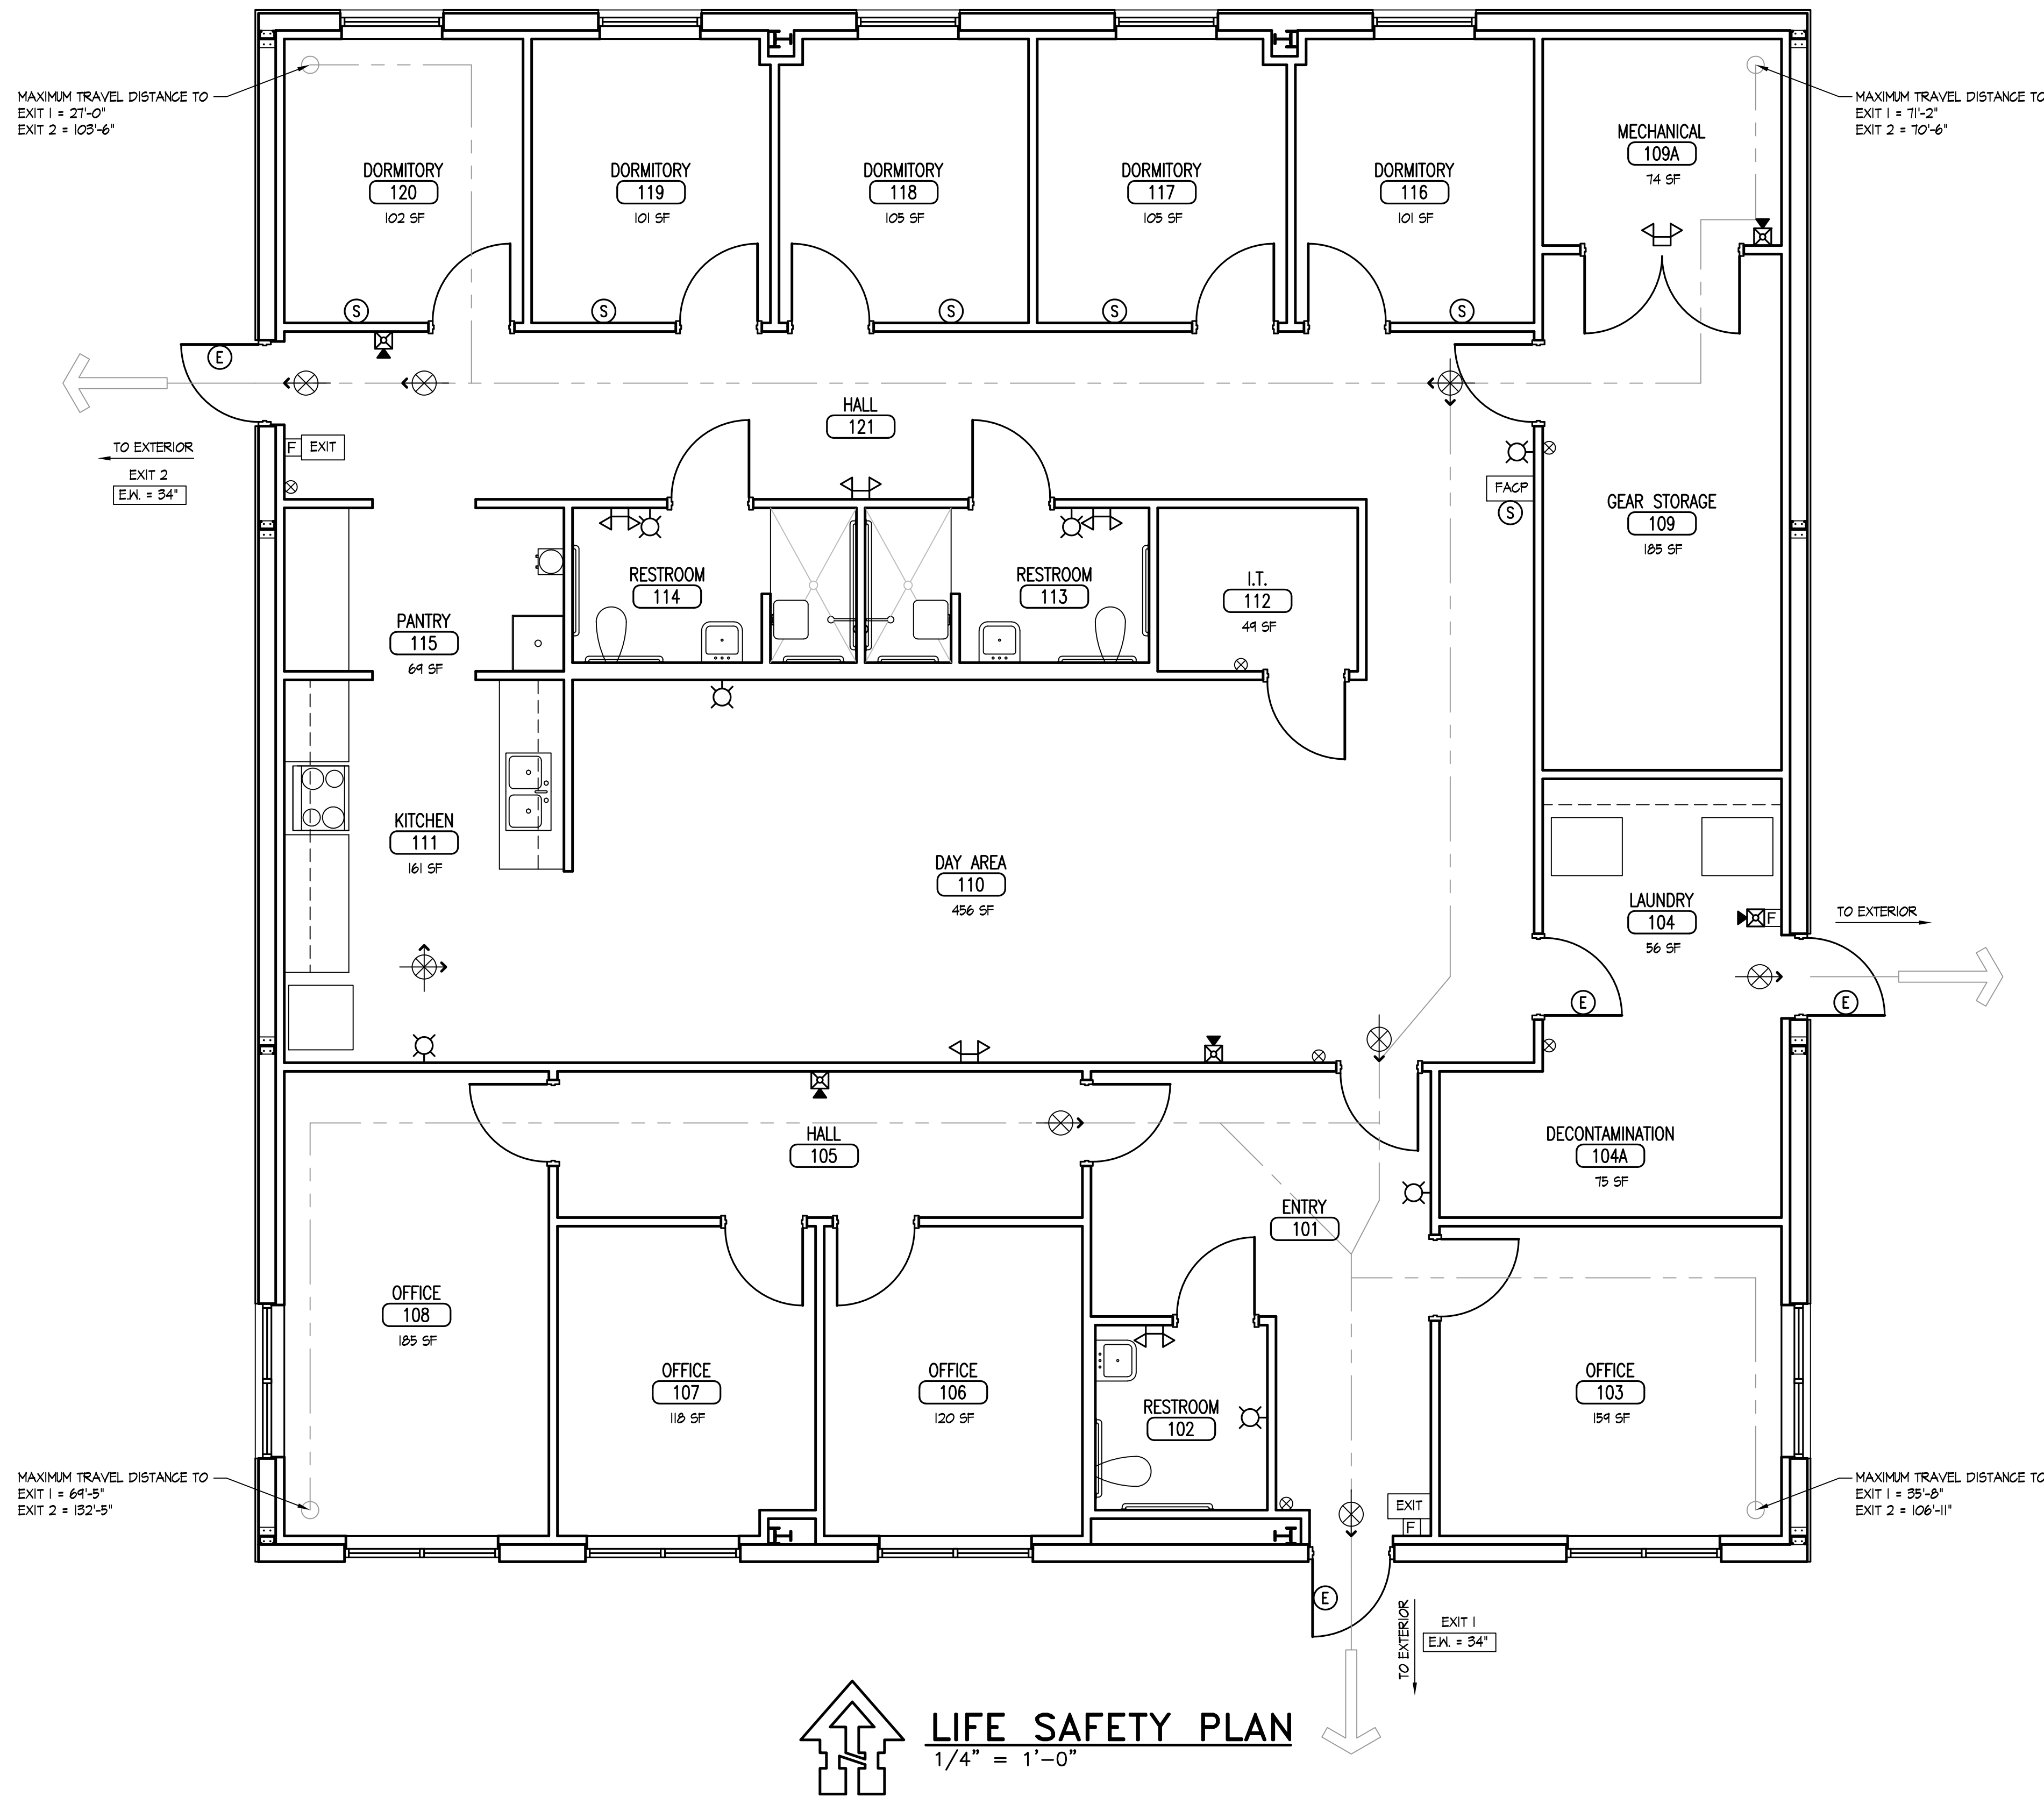 MAXIMUM TRAVEL DISTANCE TO
EXIT 1 = 27'-0"
EXIT 2 = 103'-6"
MAXIMUM TRAVEL DISTANCE TO
EXIT 1 = 71'-2"
EXIT 2 = 70'-6"
DORMITORY
120
102 SF
DORMITORY
119
101 SF
DORMITORY
118
105 SF
DORMITORY
117
105 SF
DORMITORY
116
101 SF
MECHANICAL
109A
74 SF
S
S
S
S
S
E
TO EXTERIOR
EXIT 2
E.W. = 34"
F
EXIT
HALL
121
FACP
S
GEAR STORAGE
109
185 SF
PANTRY
115
69 SF
RESTROOM
114
RESTROOM
113
I.T.
112
49 SF
KITCHEN
111
161 SF
DAY AREA
110
456 SF
LAUNDRY
104
56 SF
F
TO EXTERIOR
E
E
HALL
105
DECONTAMINATION
104A
75 SF
ENTRY
101
OFFICE
108
185 SF
OFFICE
107
118 SF
OFFICE
106
120 SF
RESTROOM
102
OFFICE
103
159 SF
MAXIMUM TRAVEL DISTANCE TO
EXIT 1 = 69'-5"
EXIT 2 = 132'-5"
MAXIMUM TRAVEL DISTANCE TO
EXIT 1 = 35'-8"
EXIT 2 = 106'-11"
EXIT
F
E
TO EXTERIOR
EXIT 1
E.W. = 34"
N
LIFE SAFETY PLAN
1/4" = 1'-0"